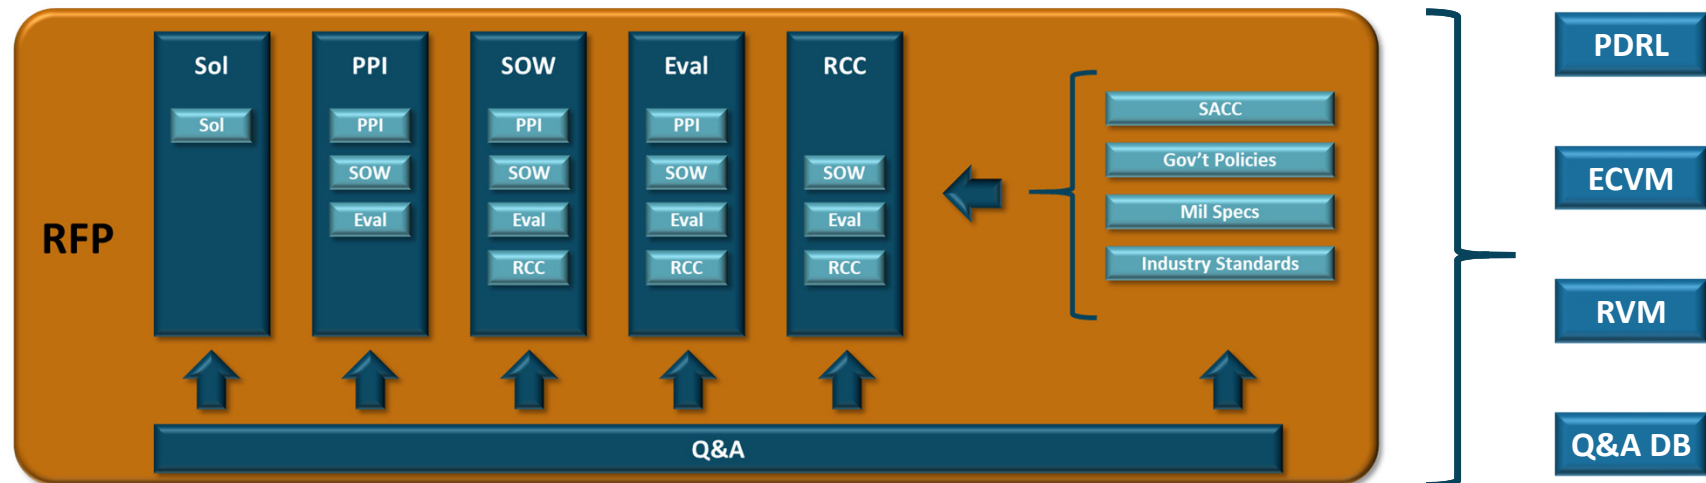 RFP
Sol
Sol
PPI
PPI
SOW
Eval
SOW
PPI
SOW
Eval
RCC
Eval
PPI
SOW
Eval
RCC
RCC
SOW
Eval
RCC
SACC
Gov't Policies
Mil Specs
Industry Standards
Q&A
PDRL
ECVM
RVM
Q&A DB